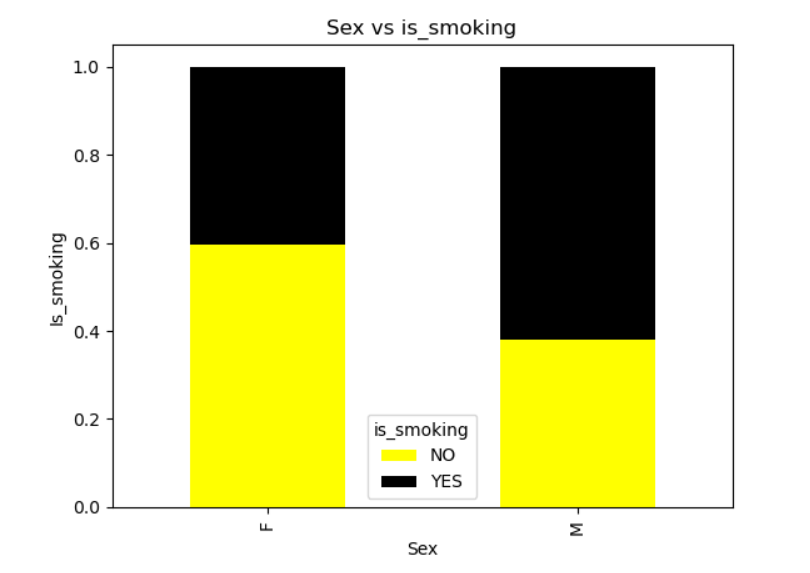 Sex vs is_smoking
Is_smoking
1.0
0.8
0.6
0.4
0.2
0.0
is_smoking
NO
YES
F
M
Sex